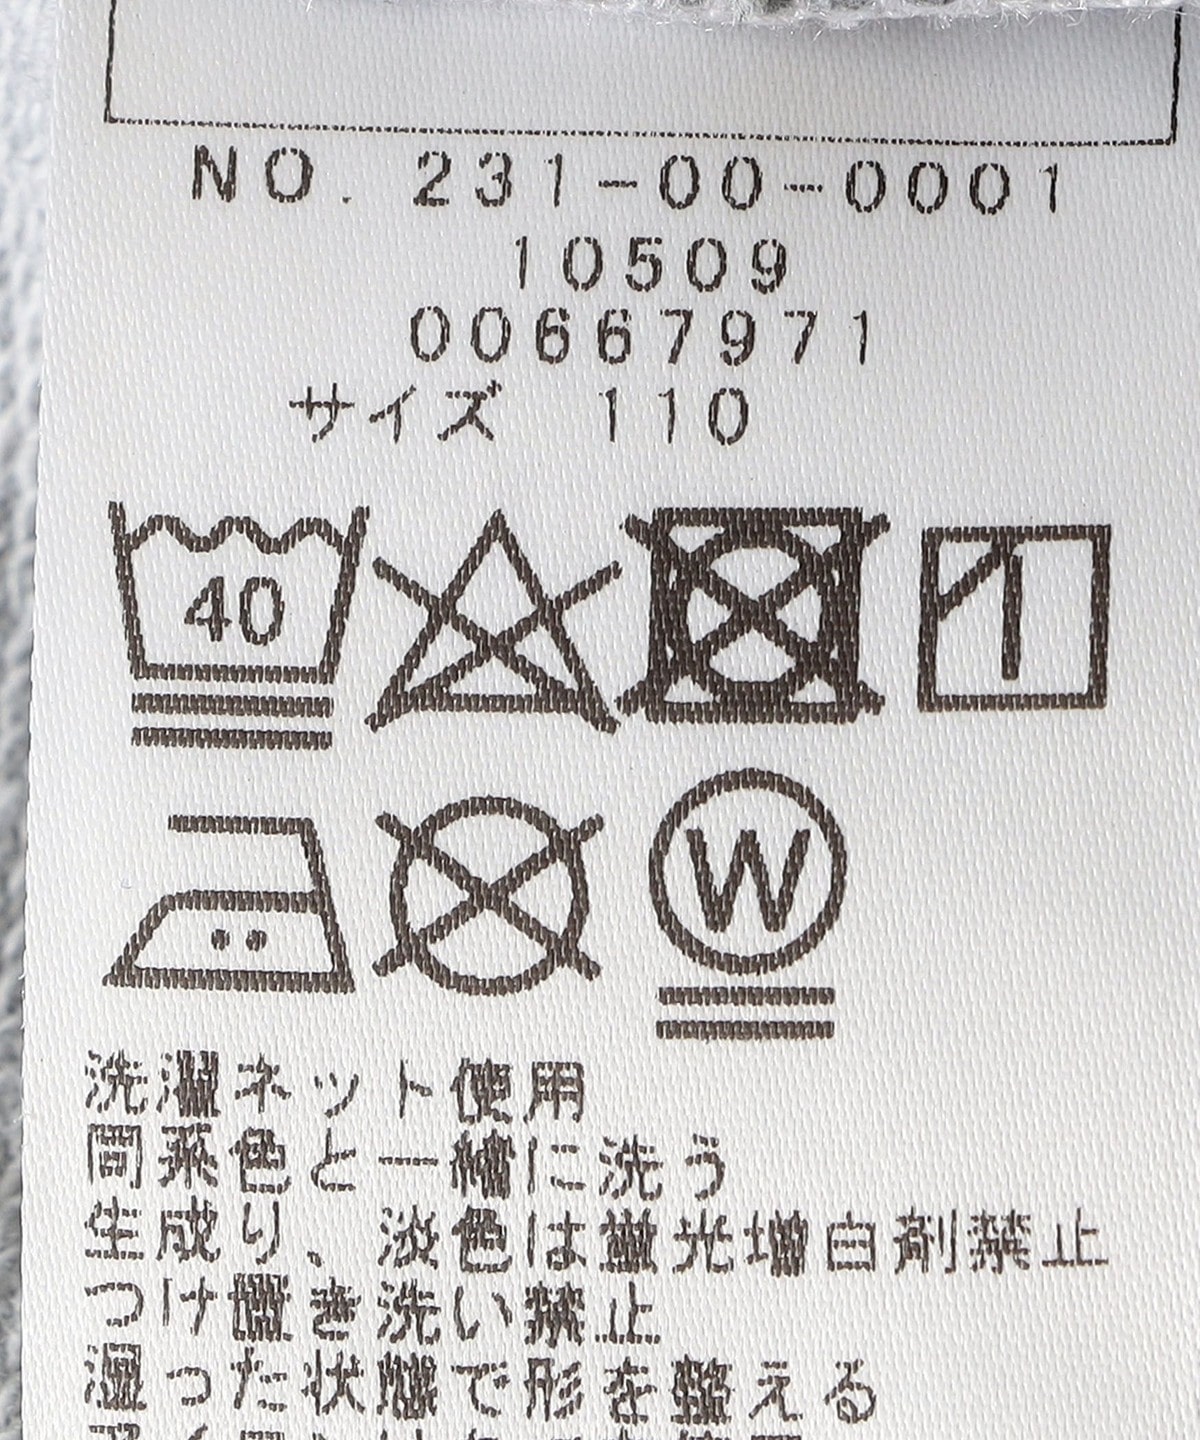 NO. 231-00-0001
10509
00667971
サイズ 110
40
W
洗濯ネット使用
同系色と一緒に洗う
生成り、淡色は蛍光増白剤禁止
つけ置き洗い禁止
湿った状態で形を整える